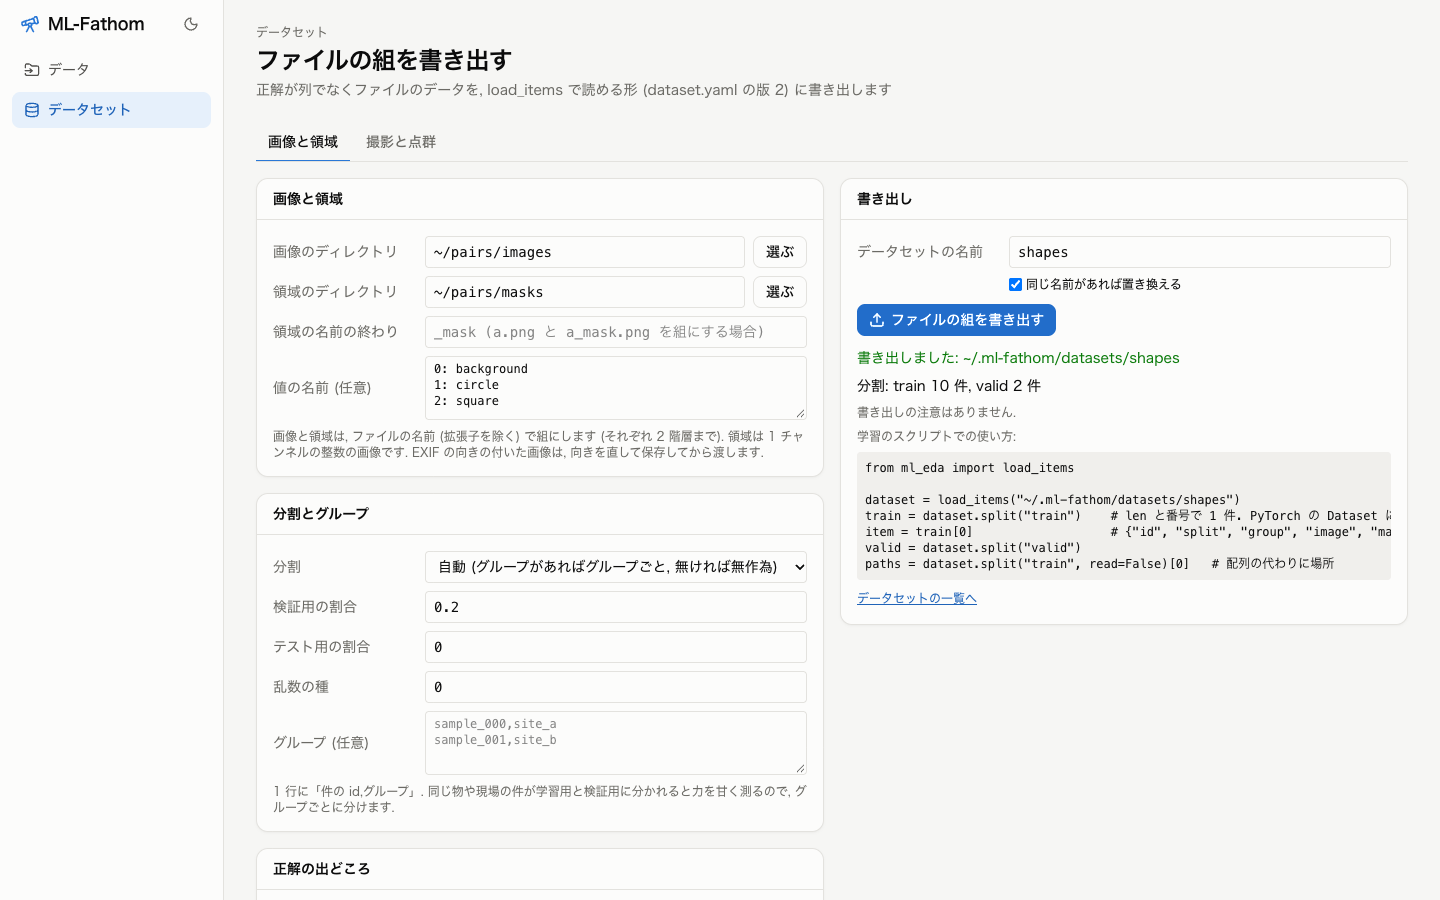 ML-Fathom
データ
データセット
データセット
ファイルの組を書き出す
正解が列でなくファイルのデータを, load_items で読める形 (dataset.yaml の版 2) に書き出します
画像と領域
撮影と点群
画像と領域
画像のディレクトリ
~/pairs/images
選ぶ
領域のディレクトリ
~/pairs/masks
選ぶ
領域の名前の終わり
_mask (a.png と a_mask.png を組にする場合)
値の名前 (任意)
0: background
1: circle
2: square
画像と領域は, ファイルの名前 (拡張子を除く) で組にします (それぞれ 2 階層まで). 領域は 1 チャ
ンネルの整数の画像です. EXIF の向きの付いた画像は, 向きを直して保存してから渡します.
分割とグループ
分割
自動 (グループがあればグループごと, 無ければ無作為)
検証用の割合
0.2
テスト用の割合
0
乱数の種
0
グループ (任意)
sample_000,site_a
sample_001,site_b
1 行に「件の id,グループ」. 同じ物や現場の件が学習用と検証用に分かれると力を甘く測るので, グ
ループごとに分けます.
正解の出どころ
書き出し
データセットの名前
shapes
同じ名前があれば置き換える
ファイルの組を書き出す
書き出しました: ~/.ml-fathom/datasets/shapes
分割: train 10 件, valid 2 件
書き出しの注意はありません.
学習のスクリプトでの使い方:
from ml_eda import load_items
dataset = load_items("~/.ml-fathom/datasets/shapes")
train = dataset.split("train")    # len と番号で 1 件. PyTorch の Dataset に
item = train[0]                   # {"id", "split", "group", "image", "ma
valid = dataset.split("valid")
paths = dataset.split("train", read=False)[0]   # 配列の代わりに場所
データセットの一覧へ